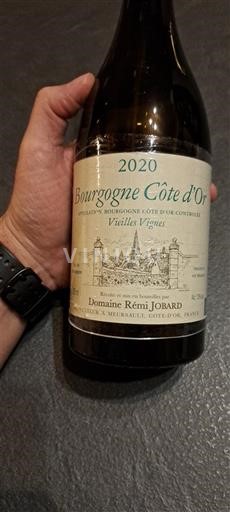 2020
Bourgogne Côte d'Or
APPELLATION BOURGOGNE CÔTE D'OR CONTRÔLÉE
Vieilles Vignes
Récolté et mis en bouteilles par
Domaine Rémi JOBARD
À MEURSAULT, CÔTE-D'OR, FRANCE